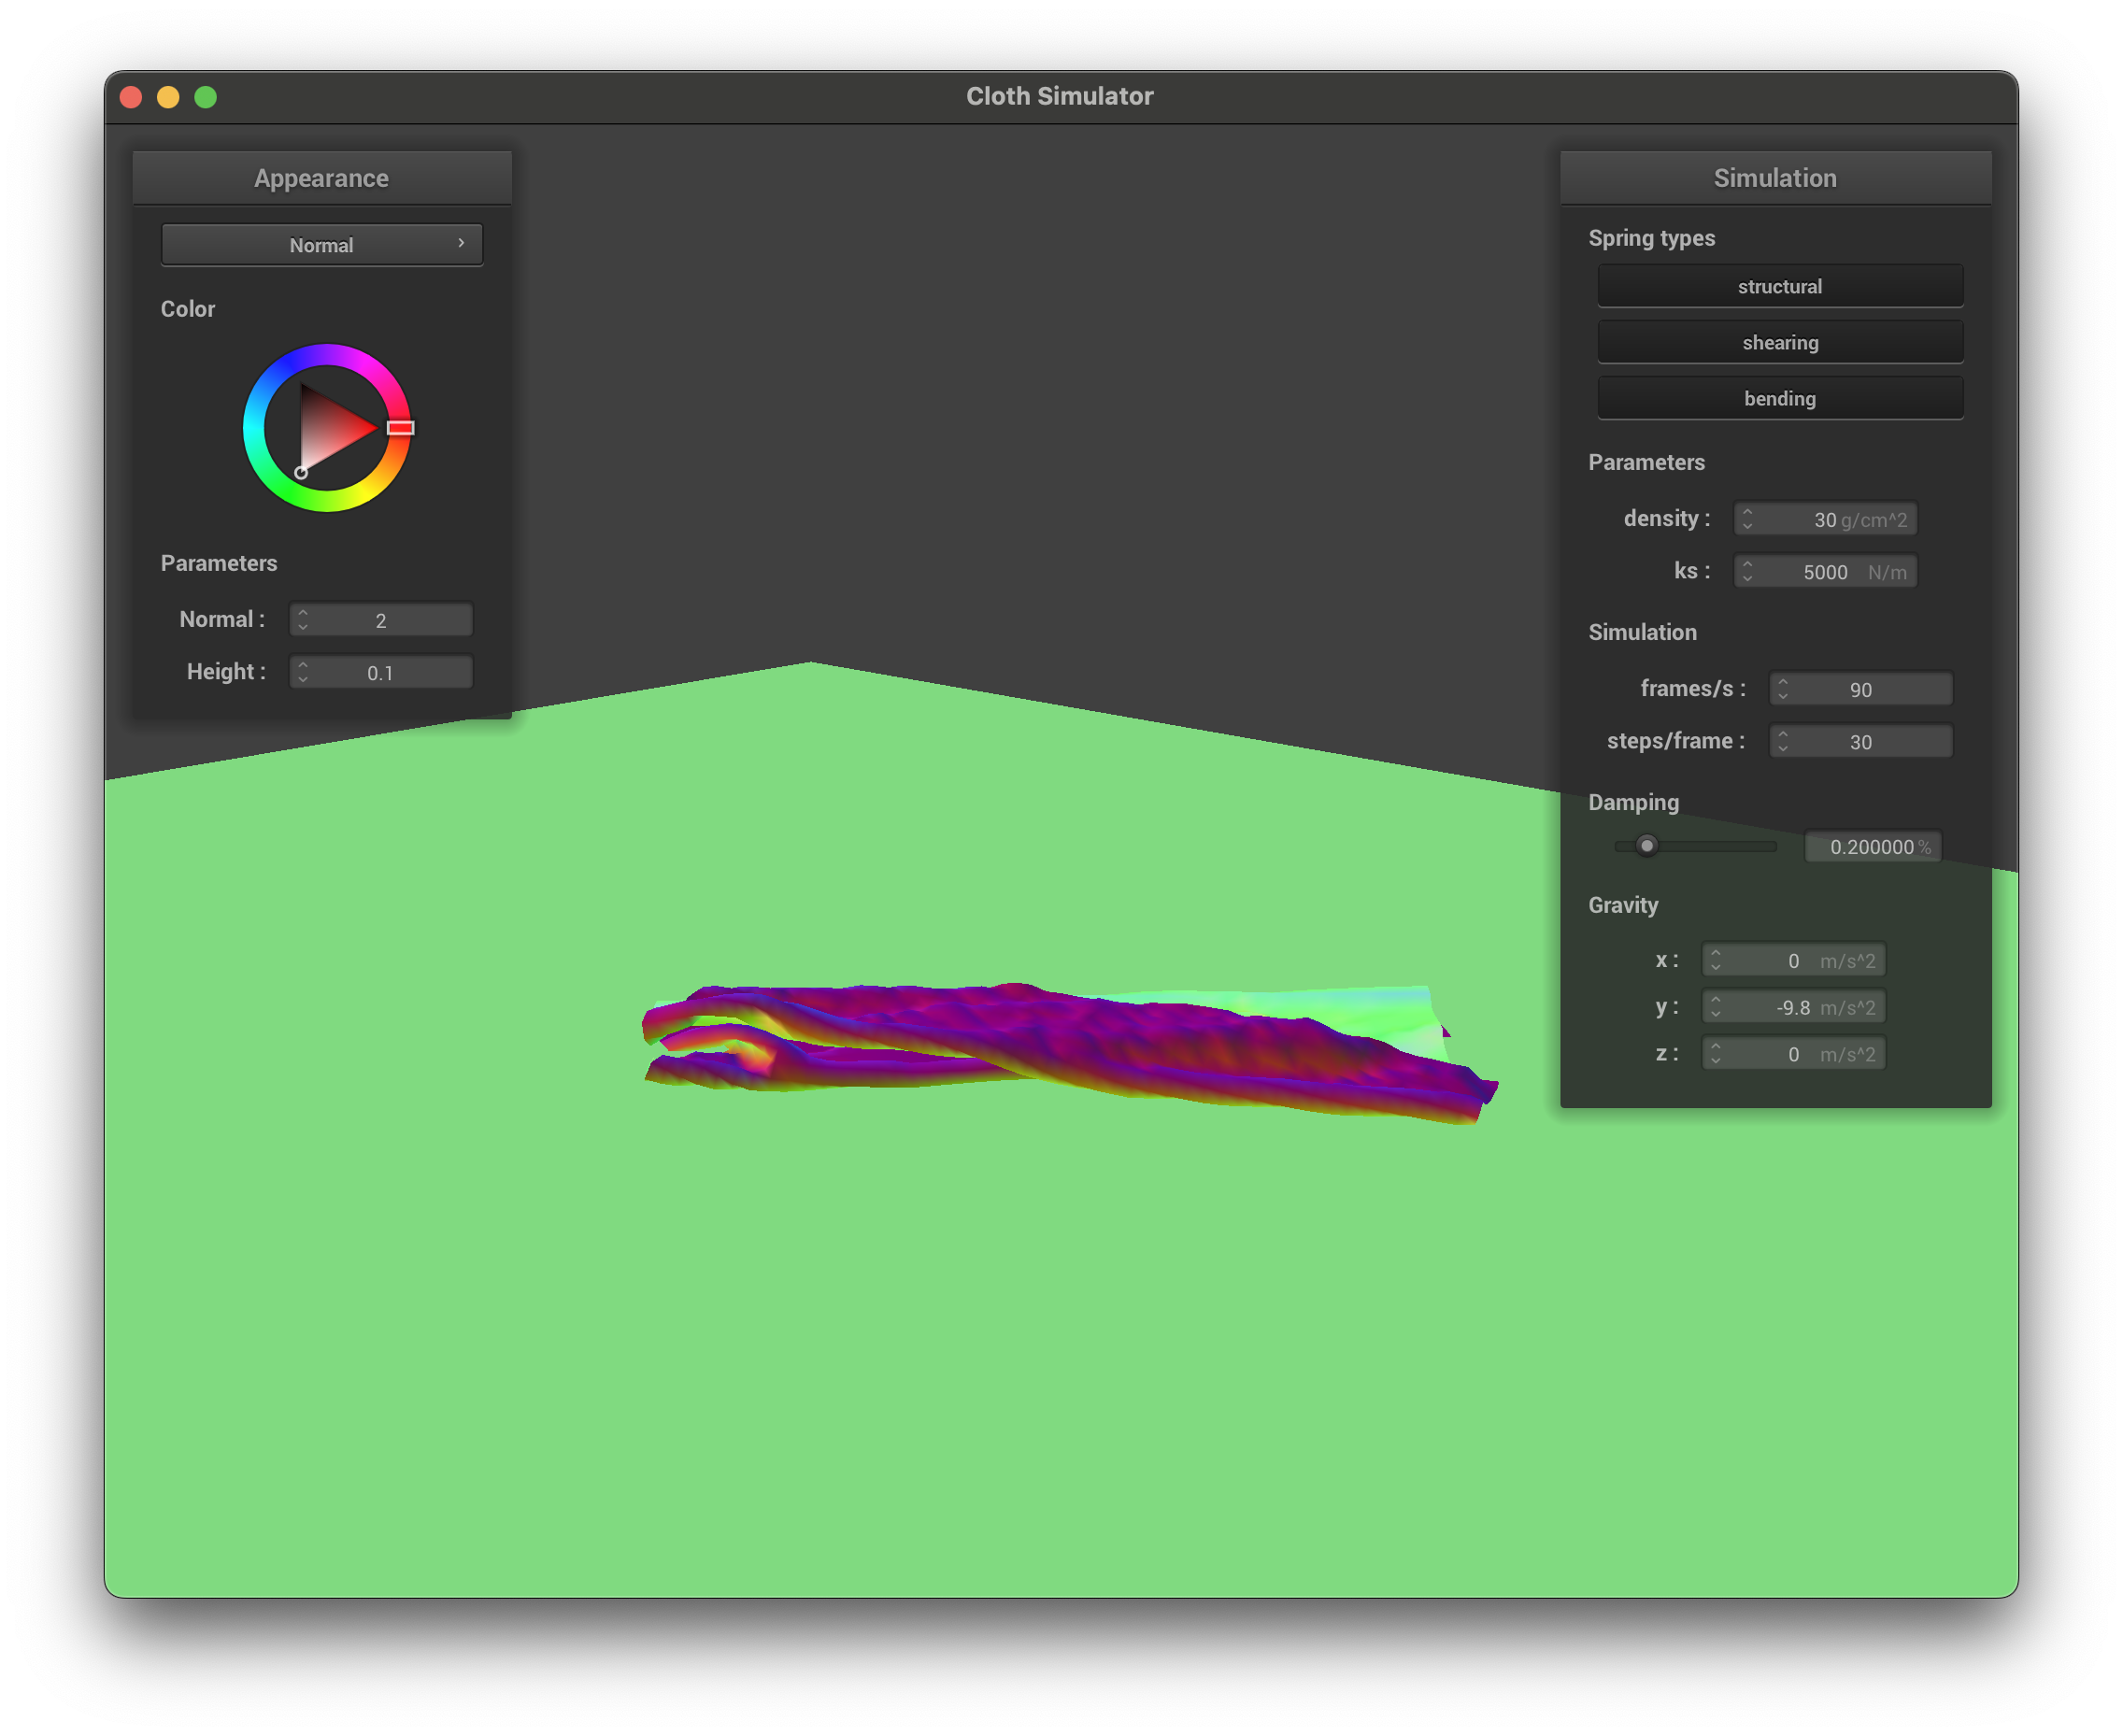 Cloth Simulator
Appearance
Normal
Color
Parameters
Normal : 2
Height : 0.1
Simulation
Spring types
structural
shearing
bending
Parameters
density : 30 g/cm^2
ks : 5000 N/m
Simulation
frames/s : 90
steps/frame : 30
Damping
0.200000 %
Gravity
x : 0 m/s^2
y : -9.8 m/s^2
z : 0 m/s^2